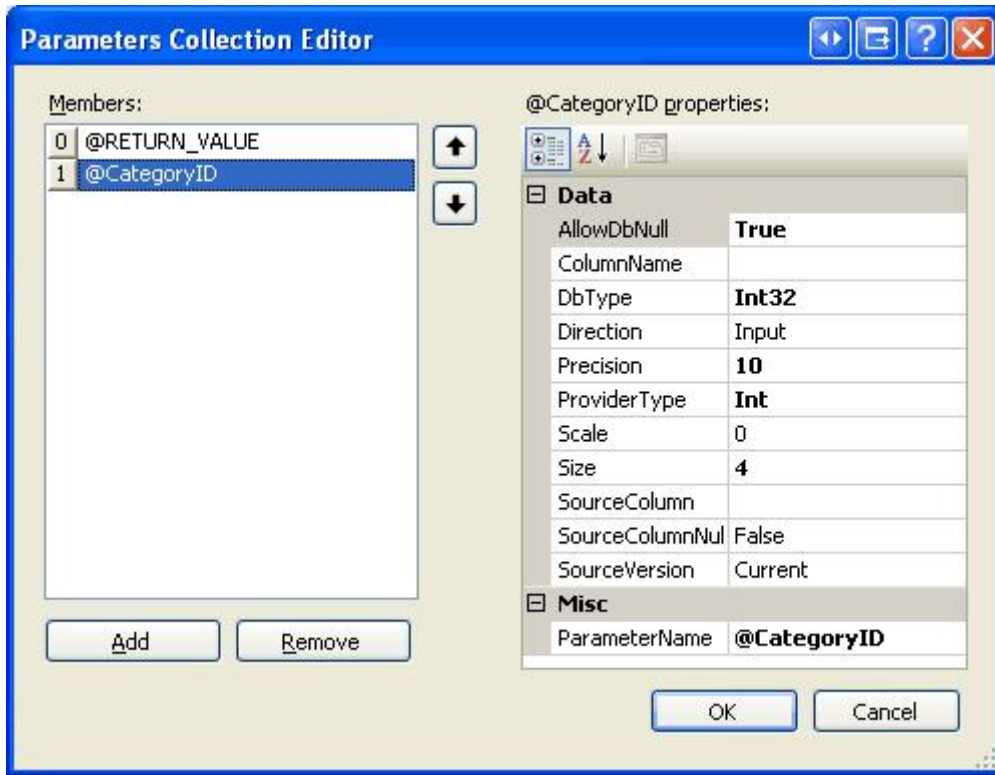 Parameters Collection Editor
Members:
0 @RETURN_VALUE
1 @CategoryID
Add
Remove
@CategoryID properties:
Data
AllowDbNull True
ColumnName
DbType Int32
Direction Input
Precision 10
ProviderType Int
Scale 0
Size 4
SourceColumn
SourceColumnNul False
SourceVersion Current
Misc
ParameterName @CategoryID
OK
Cancel